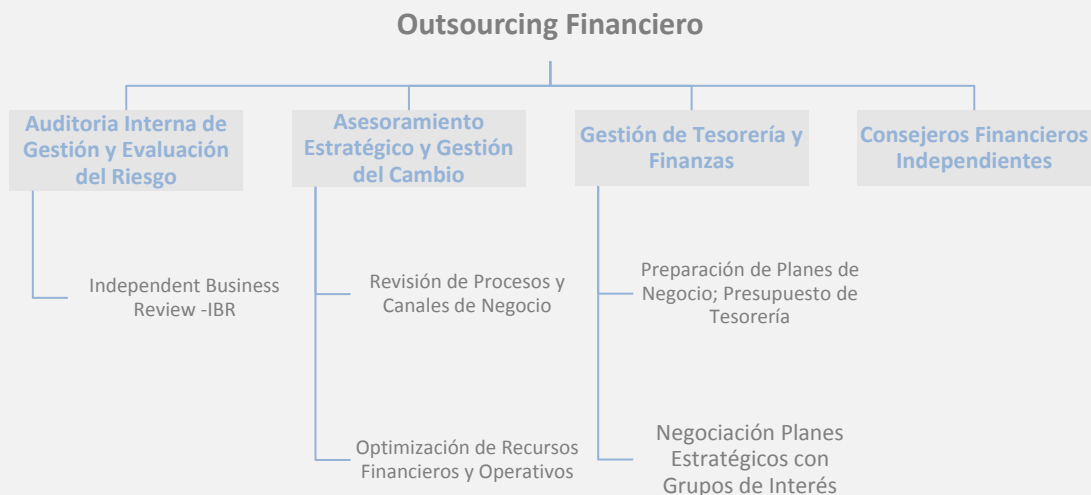 Outsourcing Financiero
Auditoria Interna de
Gestión y Evaluación
del Riesgo
Asesoramiento
Estratégico y Gestión
del Cambio
Gestión de Tesorería y
Finanzas
Consejeros Financieros
Independientes
Independent Business
Review -IBR
Revisión de Procesos y
Canales de Negocio
Preparación de Planes de
Negocio; Presupuesto de
Tesorería
Optimización de Recursos
Financieros y Operativos
Negociación Planes
Estratégicos con
Grupos de Interés